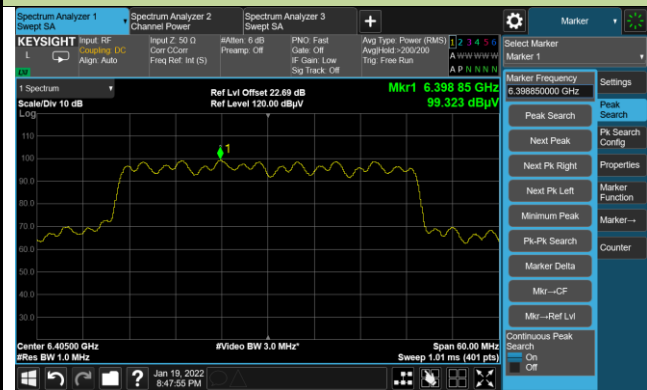 Spectrum Analyzer 1
Swept SA
Spectrum Analyzer 2
Channel Power
Spectrum Analyzer 3
Swept SA
+
Marker
KEYSIGHT
L
LXI
Input: RF
Coupling: DC
Align: Auto
Input Z: 50 Ω
Corr CCorr
Freq Ref: Int (S)
#Atten: 6 dB
Preamp: Off
PNO: Fast
Gate: Off
IF Gain: Low
Sig Track: Off
Avg Type: Power (RMS)
Avg|Hold:>200/200
Trig: Free Run
1 2 3 4 5 6
A W W W W W
A P N N N N
Select Marker
Marker 1
1 Spectrum
Scale/Div 10 dB
Log
Ref Lvl Offset 22.69 dB
Ref Level 120.00 dBµV
Mkr1 6.398 85 GHz
99.323 dBµV
110
100
90.0
80.0
70.0
60.0
50.0
40.0
30.0
1
Center 6.40500 GHz
#Res BW 1.0 MHz
#Video BW 3.0 MHz*
Span 60.00 MHz
Sweep 1.01 ms (401 pts)
Marker Frequency
6.398850000 GHz
Peak Search
Next Peak
Next Pk Right
Next Pk Left
Minimum Peak
Pk-Pk Search
Marker Delta
Mkr→CF
Mkr→Ref Lvl
Continuous Peak
Search
On
Off
Settings
Peak
Search
Pk Search
Config
Properties
Marker
Function
Marker→
Counter
?
Jan 19, 2022
8:47:55 PM